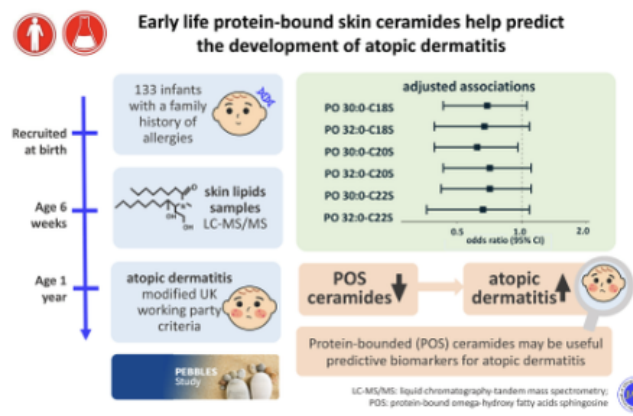 Early life protein-bound skin ceramides help predict
the development of atopic dermatitis
Recruited
at birth
Age 6
weeks
Age 1
year
133 infants
with a family
history of
allergies
skin lipids
samples
LC-MS/MS
O
N
OH
OH
atopic dermatitis
modified UK
working party
criteria
PEBBLES
Study
adjusted associations
PO 30:0-C18S
PO 32:0-C18S
PO 30:0-C20S
PO 32:0-C20S
PO 30:0-C22S
PO 32:0-C22S
0.5 1.0 2.0
odds ratio (95% CI)
POS
ceramides
atopic
dermatitis
Protein-bounded (POS) ceramides may be useful
predictive biomarkers for atopic dermatitis
LC-MS/MS: liquid chromatography-tandem mass spectrometry;
POS: protein-bound omega-hydroxy fatty acids sphingosine